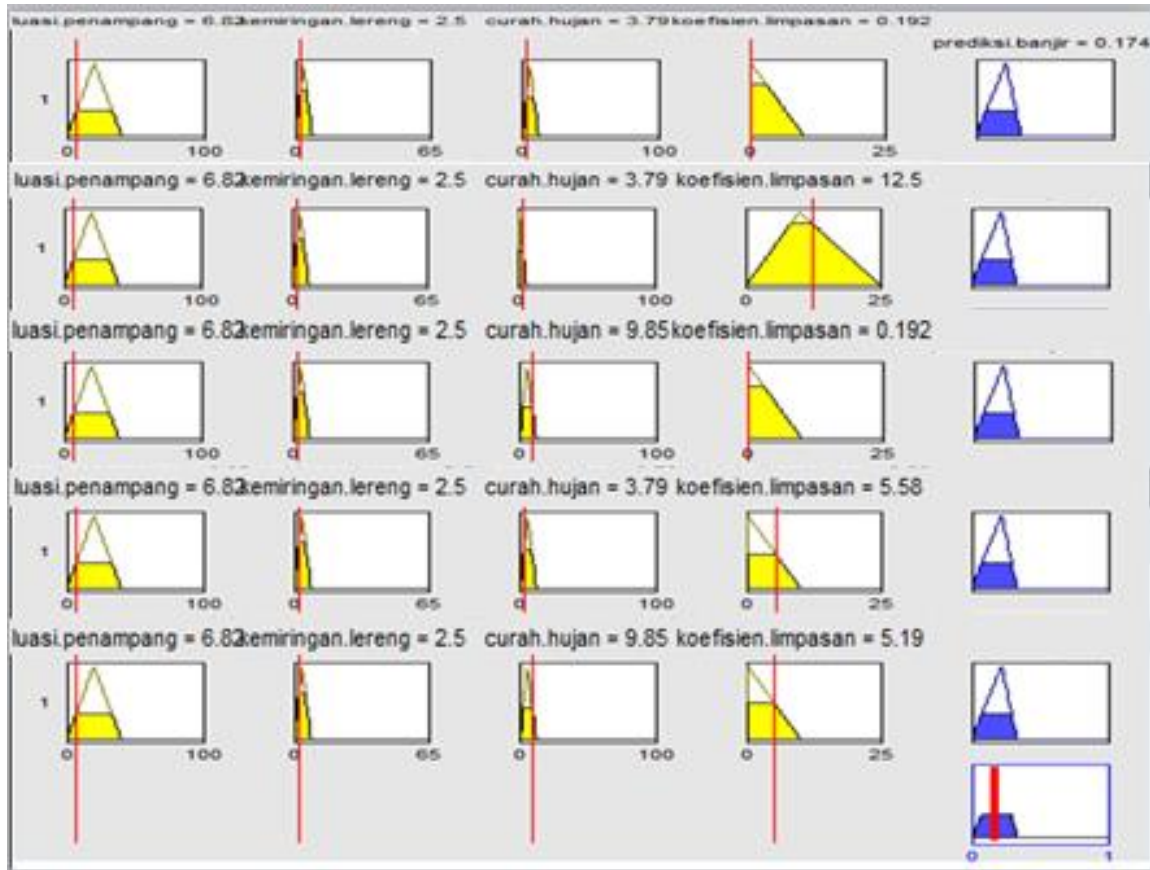 luasi.penampang = 6.82 kemiringan.lereng = 2.5 curah.hujan = 3.79 koefisien.limpasan = 0.192
prediksi.banjir = 0.174
1
0 100 0 65 0 100 0 25
luasi.penampang = 6.82 kemiringan.lereng = 2.5 curah.hujan = 3.79 koefisien.limpasan = 12.5
1
0 100 0 65 0 100 0 25
luasi.penampang = 6.82 kemiringan.lereng = 2.5 curah.hujan = 9.85 koefisien.limpasan = 0.192
1
0 100 0 65 0 100 0 25
luasi.penampang = 6.82 kemiringan.lereng = 2.5 curah.hujan = 3.79 koefisien.limpasan = 5.58
1
0 100 0 65 0 100 0 25
luasi.penampang = 6.82 kemiringan.lereng = 2.5 curah.hujan = 9.85 koefisien.limpasan = 5.19
1
0 100 0 65 0 100 0 25
0 1